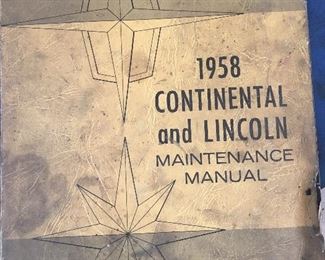 1958
CONTINENTAL
and LINCOLN
MAINTENANCE
MANUAL